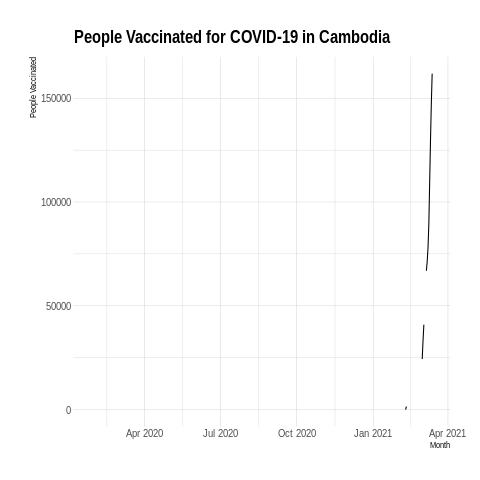 People Vaccinated for COVID-19 in Cambodia
People Vaccinated
150000
100000
50000
0
Apr 2020 Jul 2020 Oct 2020 Jan 2021 Apr 2021
Month